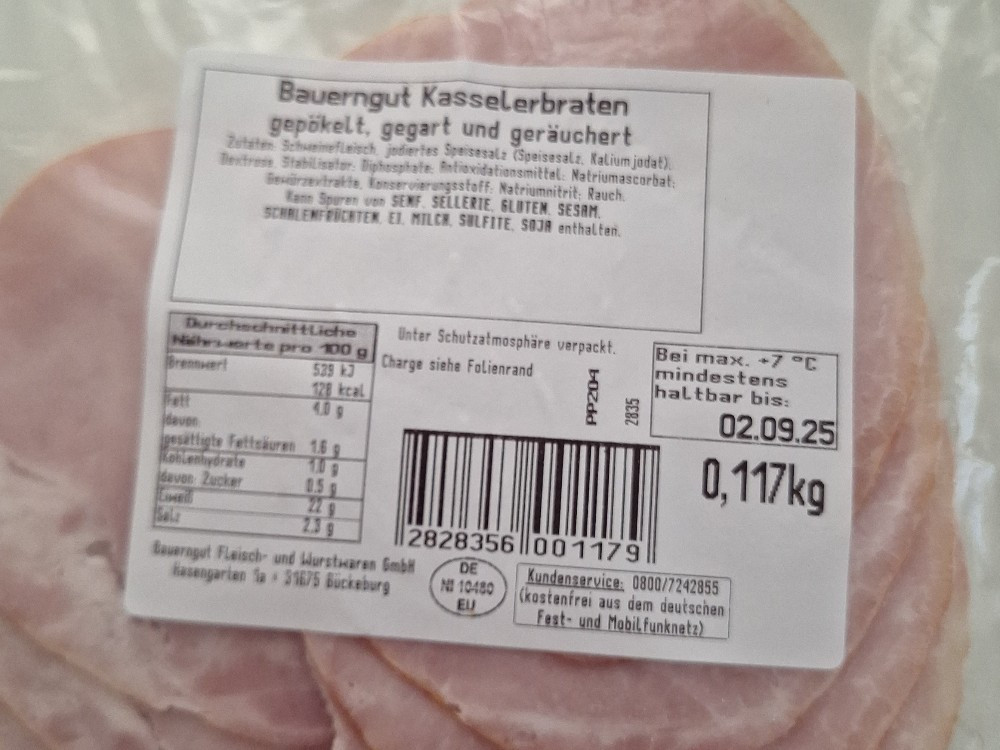 Bauerngut Kasselerbraten
gepökelt, gegart und geräuchert
Zutaten: Schweinefleisch, jodiertes Speisesalz (Speisesalz, Kaliumjodat),
Dextrose, Stabilisator: Diphosphate; Antioxidationsmittel: Natriumascorbat;
Gewürzextrakte, Konservierungsstoff: Natriumnitrit; Rauch.
Kann Spuren von SENF, SELLERIE, GLUTEN, SESAM,
SCHALENFRÜCHTEN, EI, MILCH, SULFITE, SOJA enthalten.
Durchschnittliche
Nährwerte pro 100 g
Brennwert 539 kJ
128 kcal
Fett 4,0 g
davon
gesättigte Fettsäuren 1,6 g
Kohlenhydrate 1,0 g
davon Zucker 0,5 g
Eiweiß 22 g
Salz 2,3 g
Unter Schutzatmosphäre verpackt.
Charge siehe Folienrand
PP204
2835
Bei max. +7 °C
mindestens
haltbar bis:
02.09.25
0,117kg
2828356 001179
Bauerngut Fleisch- und Wurstwaren GmbH
Hasengarten 1a · 31675 Bückeburg
DE
NI 10480
EU
Kundenservice: 0800/7242855
(kostenfrei aus dem deutschen
Fest- und Mobilfunknetz)